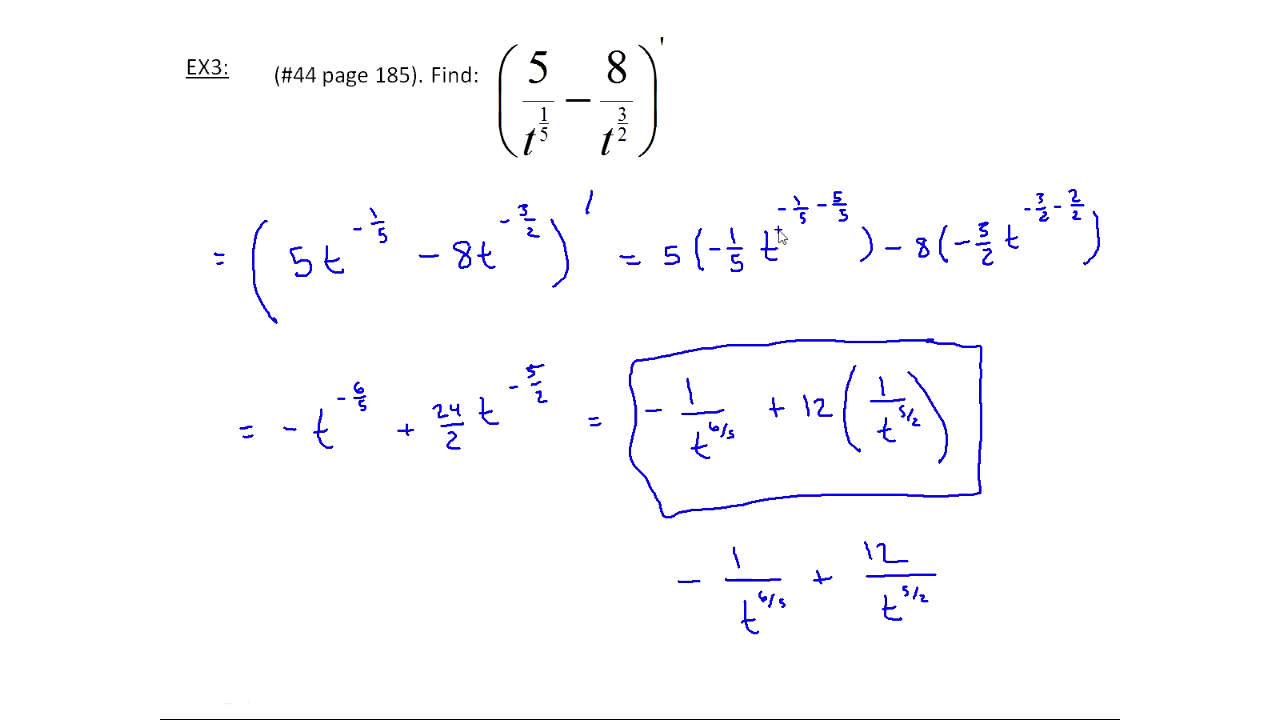 EX3: (#44 page 185). Find: (5/t^(1/5) − 8/t^(3/2))'
= (5t^(-1/5) − 8t^(-3/2))' = 5(-1/5 t^(-1/5 - 5/5)) − 8(-3/2 t^(-3/2 - 2/2))
= -t^(-6/5) + 24/2 t^(-5/2) = -1/t^(6/5) + 12(1/t^(5/2))
-1/t^(6/5) + 12/t^(5/2)